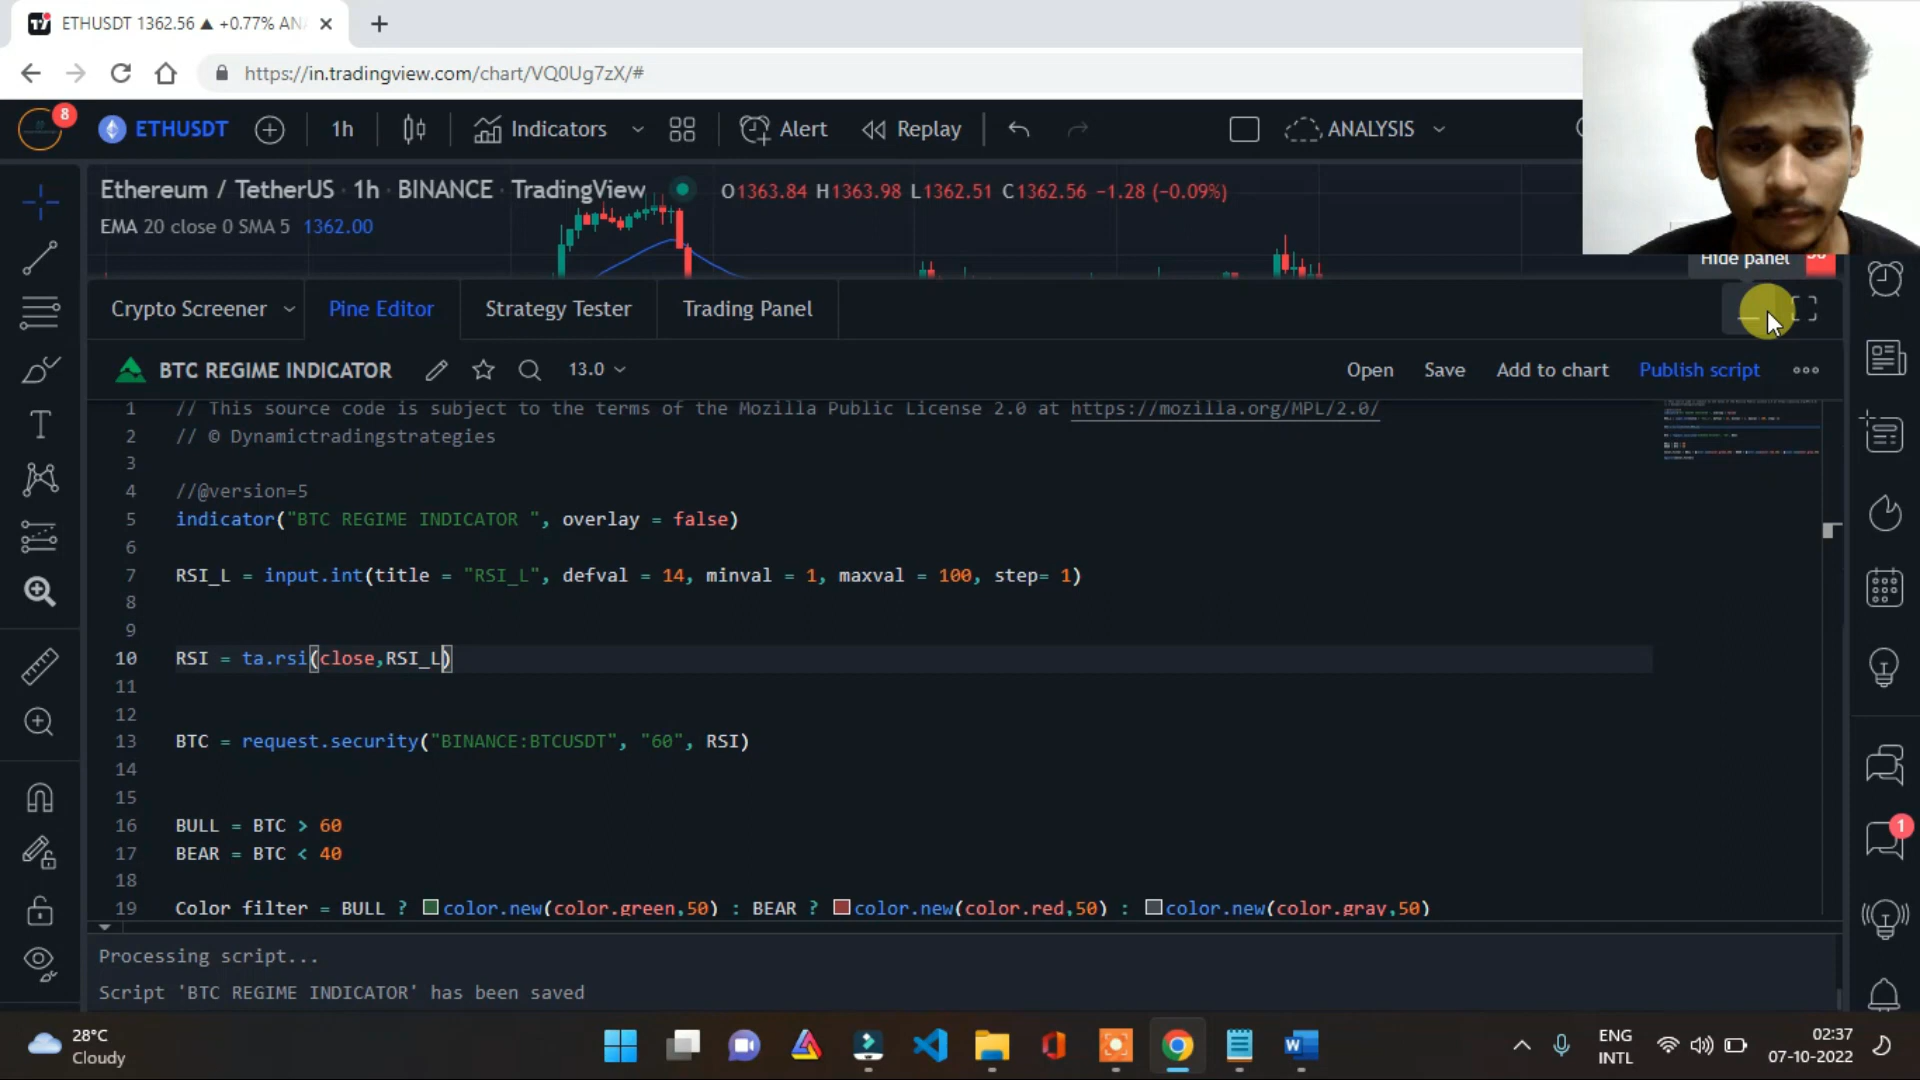 ETHUSDT 1362.56 ▲ +0.77% AN
https://in.tradingview.com/chart/VQ0Ug7zX/#
8
ETHUSDT
1h
Indicators
Alert
Replay
ANALYSIS
Ethereum / TetherUS · 1h · BINANCE · TradingView
O1363.84 H1363.98 L1362.51 C1362.56 −1.28 (−0.09%)
EMA 20 close 0 SMA 5 1362.00
Hide panel
Crypto Screener
Pine Editor
Strategy Tester
Trading Panel
BTC REGIME INDICATOR
13.0
Open
Save
Add to chart
Publish script
1 // This source code is subject to the terms of the Mozilla Public License 2.0 at https://mozilla.org/MPL/2.0/
2 // © Dynamictradingstrategies
3
4 //@version=5
5 indicator("BTC REGIME INDICATOR ", overlay = false)
6
7 RSI_L = input.int(title = "RSI_L", defval = 14, minval = 1, maxval = 100, step= 1)
8
9
10 RSI = ta.rsi(close,RSI_L)
11
12
13 BTC = request.security("BINANCE:BTCUSDT", "60", RSI)
14
15
16 BULL = BTC > 60
17 BEAR = BTC < 40
18
19 Color filter = BULL ? color.new(color.green,50) : BEAR ? color.new(color.red,50) : color.new(color.gray,50)
Processing script...
Script 'BTC REGIME INDICATOR' has been saved
1
28°C
Cloudy
ENG
INTL
02:37
07-10-2022